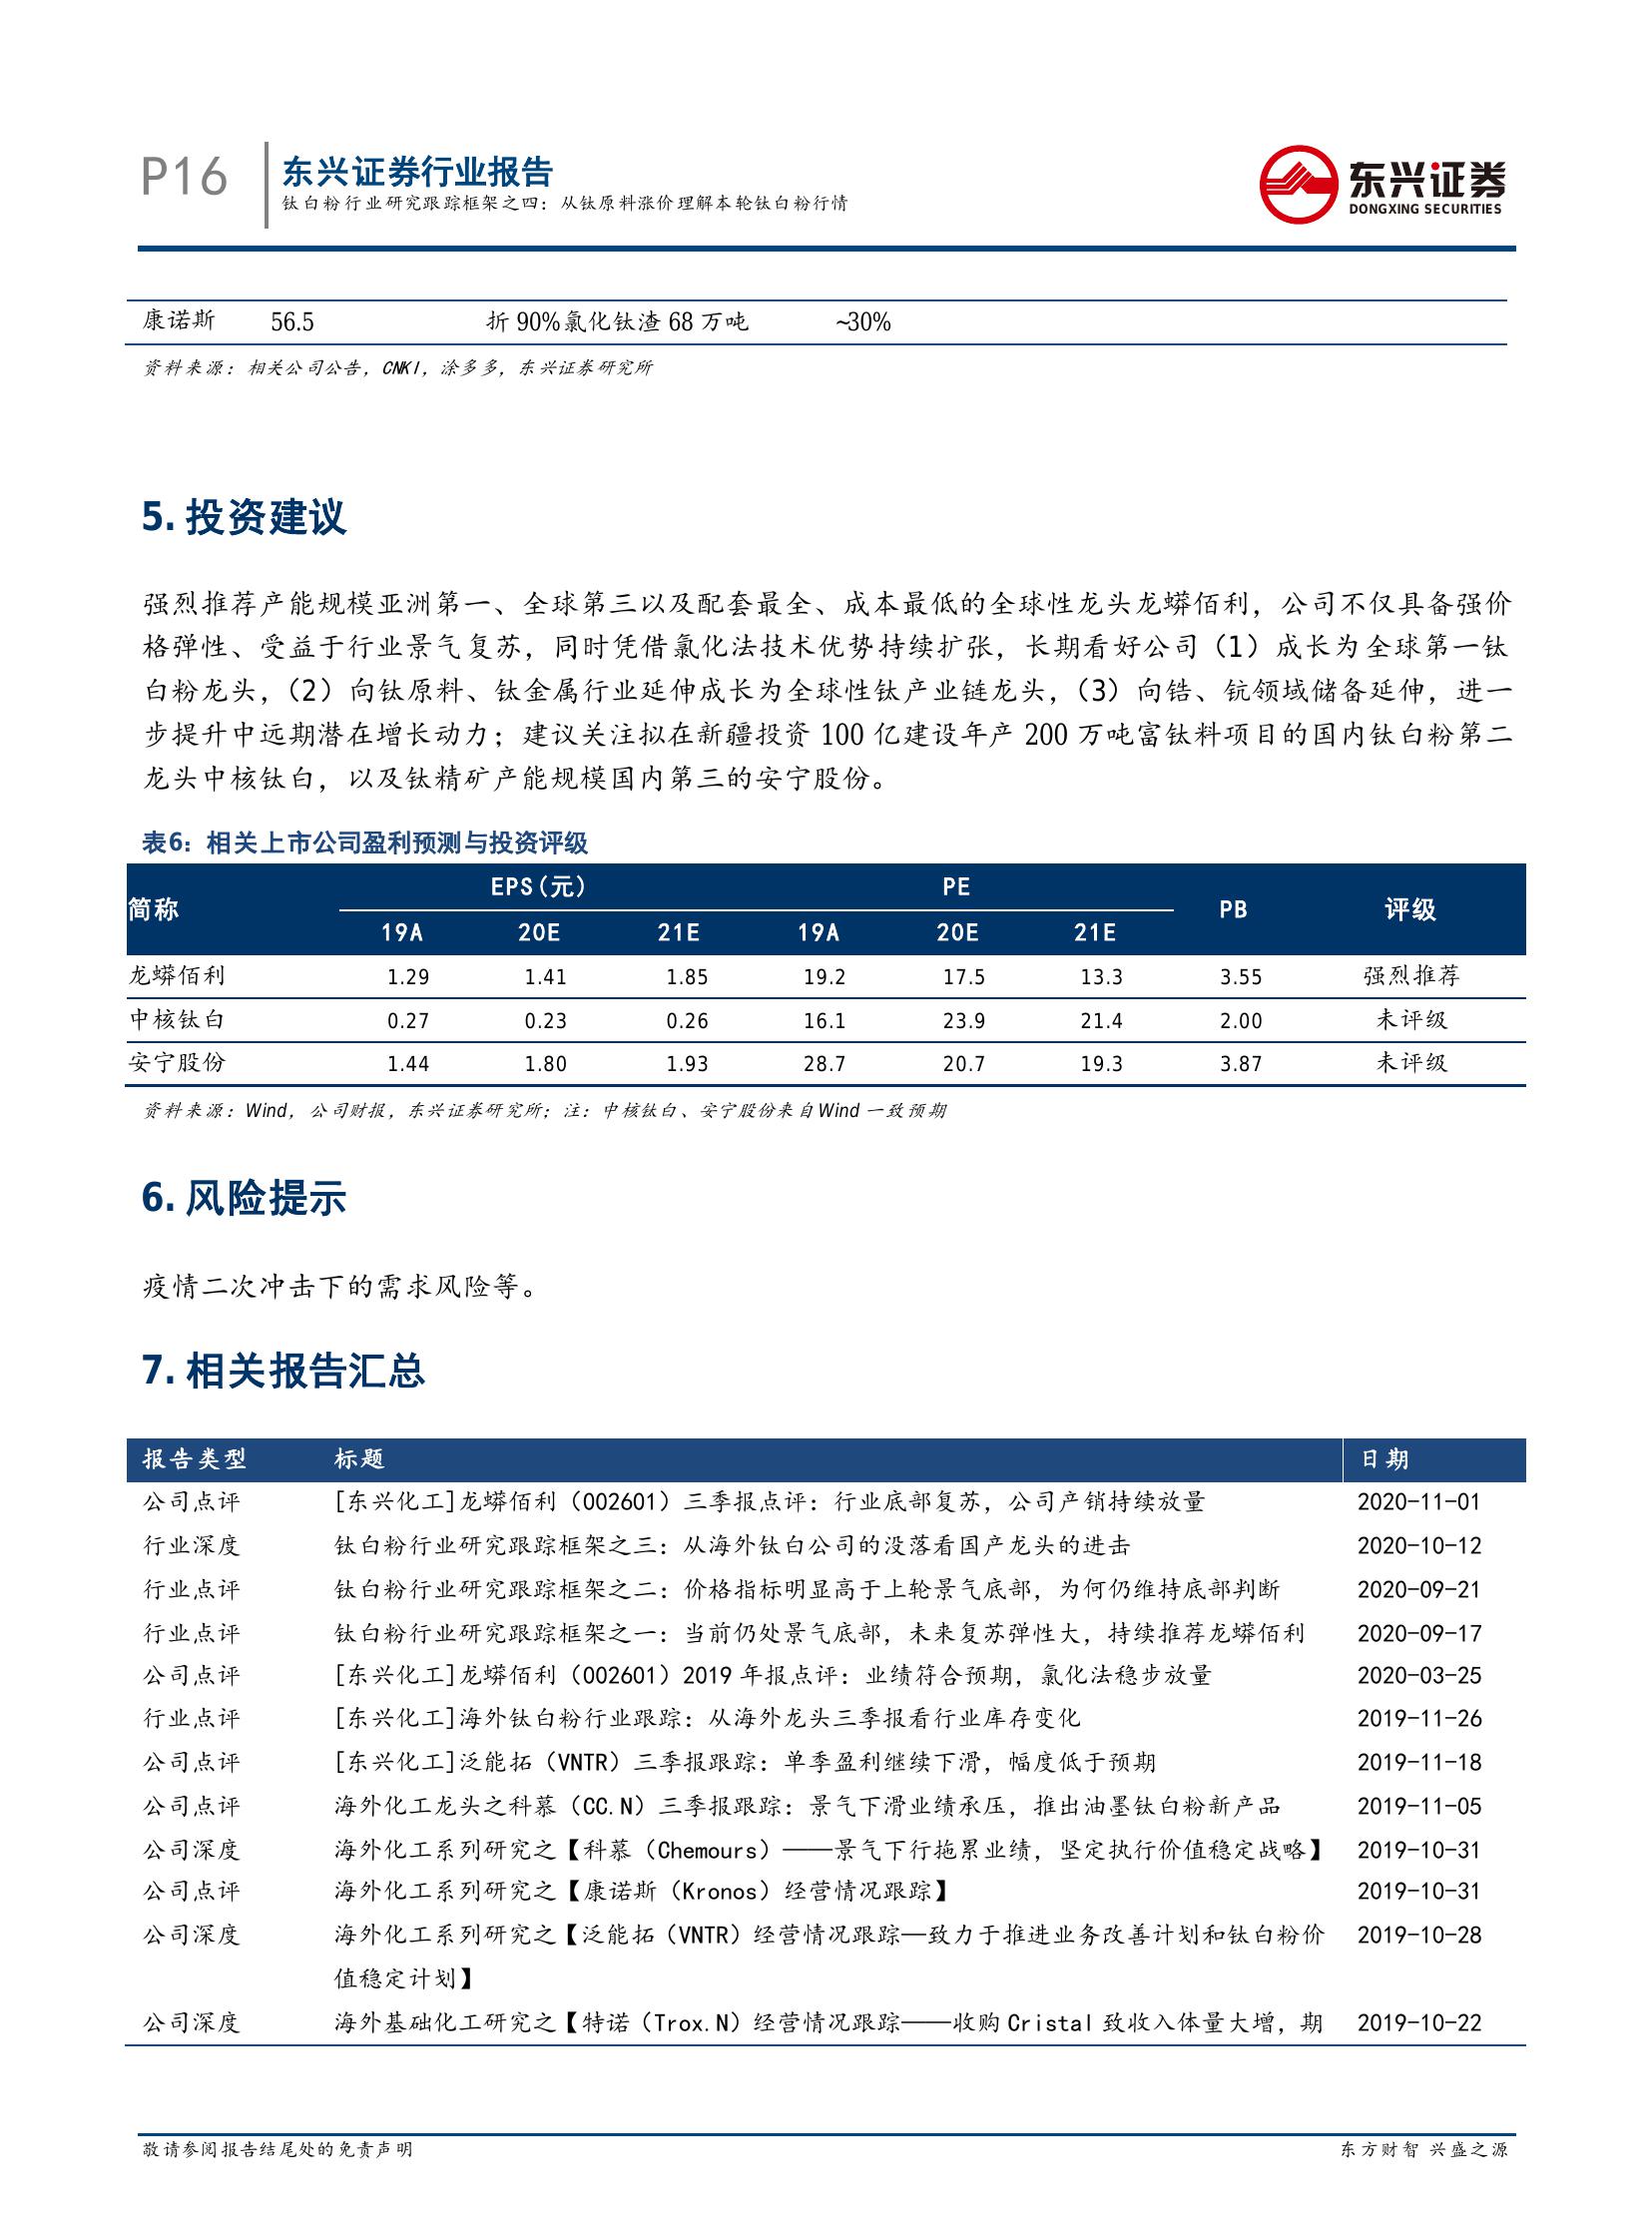 P16
东兴证券行业报告
钛白粉行业研究跟踪框架之四：从钛原料涨价理解本轮钛白粉行情
东兴证券
DONGXING SECURITIES
康诺斯 56.5 折 90%氯化钛渣 68 万吨 ~30%
资料来源：相关公司公告，CNKI，涂多多，东兴证券研究所
5. 投资建议
强烈推荐产能规模亚洲第一、全球第三以及配套最全、成本最低的全球性龙头龙蟒佰利，公司不仅具备强价
格弹性、受益于行业景气复苏，同时凭借氯化法技术优势持续扩张，长期看好公司（1）成长为全球第一钛
白粉龙头，（2）向钛原料、钛金属行业延伸成长为全球性钛产业链龙头，（3）向锆、钪领域储备延伸，进一
步提升中远期潜在增长动力；建议关注拟在新疆投资 100 亿建设年产 200 万吨富钛料项目的国内钛白粉第二
龙头中核钛白，以及钛精矿产能规模国内第三的安宁股份。
表6：相关上市公司盈利预测与投资评级
简称 EPS(元) PE PB 评级
19A 20E 21E 19A 20E 21E
龙蟒佰利 1.29 1.41 1.85 19.2 17.5 13.3 3.55 强烈推荐
中核钛白 0.27 0.23 0.26 16.1 23.9 21.4 2.00 未评级
安宁股份 1.44 1.80 1.93 28.7 20.7 19.3 3.87 未评级
资料来源：Wind，公司财报，东兴证券研究所；注：中核钛白、安宁股份来自 Wind 一致预期
6. 风险提示
疫情二次冲击下的需求风险等。
7. 相关报告汇总
报告类型 标题 日期
公司点评 [东兴化工]龙蟒佰利（002601）三季报点评：行业底部复苏，公司产销持续放量 2020-11-01
行业深度 钛白粉行业研究跟踪框架之三：从海外钛白公司的没落看国产龙头的进击 2020-10-12
行业点评 钛白粉行业研究跟踪框架之二：价格指标明显高于上轮景气底部，为何仍维持底部判断 2020-09-21
行业点评 钛白粉行业研究跟踪框架之一：当前仍处景气底部，未来复苏弹性大，持续推荐龙蟒佰利 2020-09-17
公司点评 [东兴化工]龙蟒佰利（002601）2019 年报点评：业绩符合预期，氯化法稳步放量 2020-03-25
行业点评 [东兴化工]海外钛白粉行业跟踪：从海外龙头三季报看行业库存变化 2019-11-26
公司点评 [东兴化工]泛能拓（VNTR）三季报跟踪：单季盈利继续下滑，幅度低于预期 2019-11-18
公司点评 海外化工龙头之科慕（CC.N）三季报跟踪：景气下滑业绩承压，推出油墨钛白粉新产品 2019-11-05
公司深度 海外化工系列研究之【科慕（Chemours）——景气下行拖累业绩，坚定执行价值稳定战略】 2019-10-31
公司点评 海外化工系列研究之【康诺斯（Kronos）经营情况跟踪】 2019-10-31
公司深度 海外化工系列研究之【泛能拓（VNTR）经营情况跟踪—致力于推进业务改善计划和钛白粉价 2019-10-28
值稳定计划】
公司深度 海外基础化工研究之【特诺（Trox.N）经营情况跟踪——收购 Cristal 致收入体量大增，期 2019-10-22
敬请参阅报告结尾处的免责声明 东方财智 兴盛之源